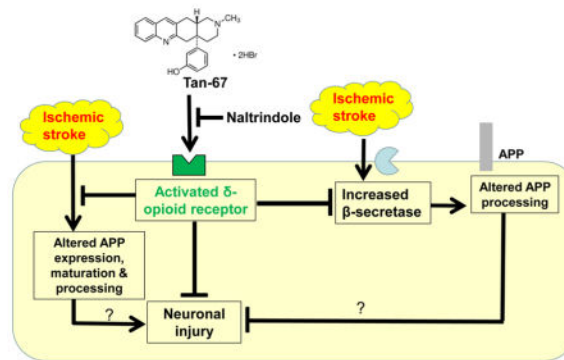 CH₃
N
H
N
HO
• 2HBr
Tan-67
Ischemic
stroke
Naltrindole
Ischemic
stroke
APP
Activated δ-
opioid receptor
Increased
β-secretase
Altered APP
processing
Altered APP
expression,
maturation &
processing
?
?
Neuronal
injury